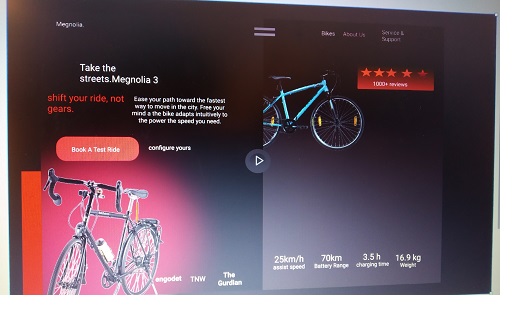 Megnolia.
Bikes
About Us
Service &
Support
Take the
streets.Megnolia 3
shift your ride, not
gears.
Ease your path toward the fastest
way to move in the city. Free your
mind a the bike adapts intuitively to
the power the speed you need.
1000+ reviews
Book A Test Ride
configure yours
engodet
TNW
The
Gurdian
25km/h
assist speed
70km
Battery Range
3.5 h
charging time
16.9 kg
Weight